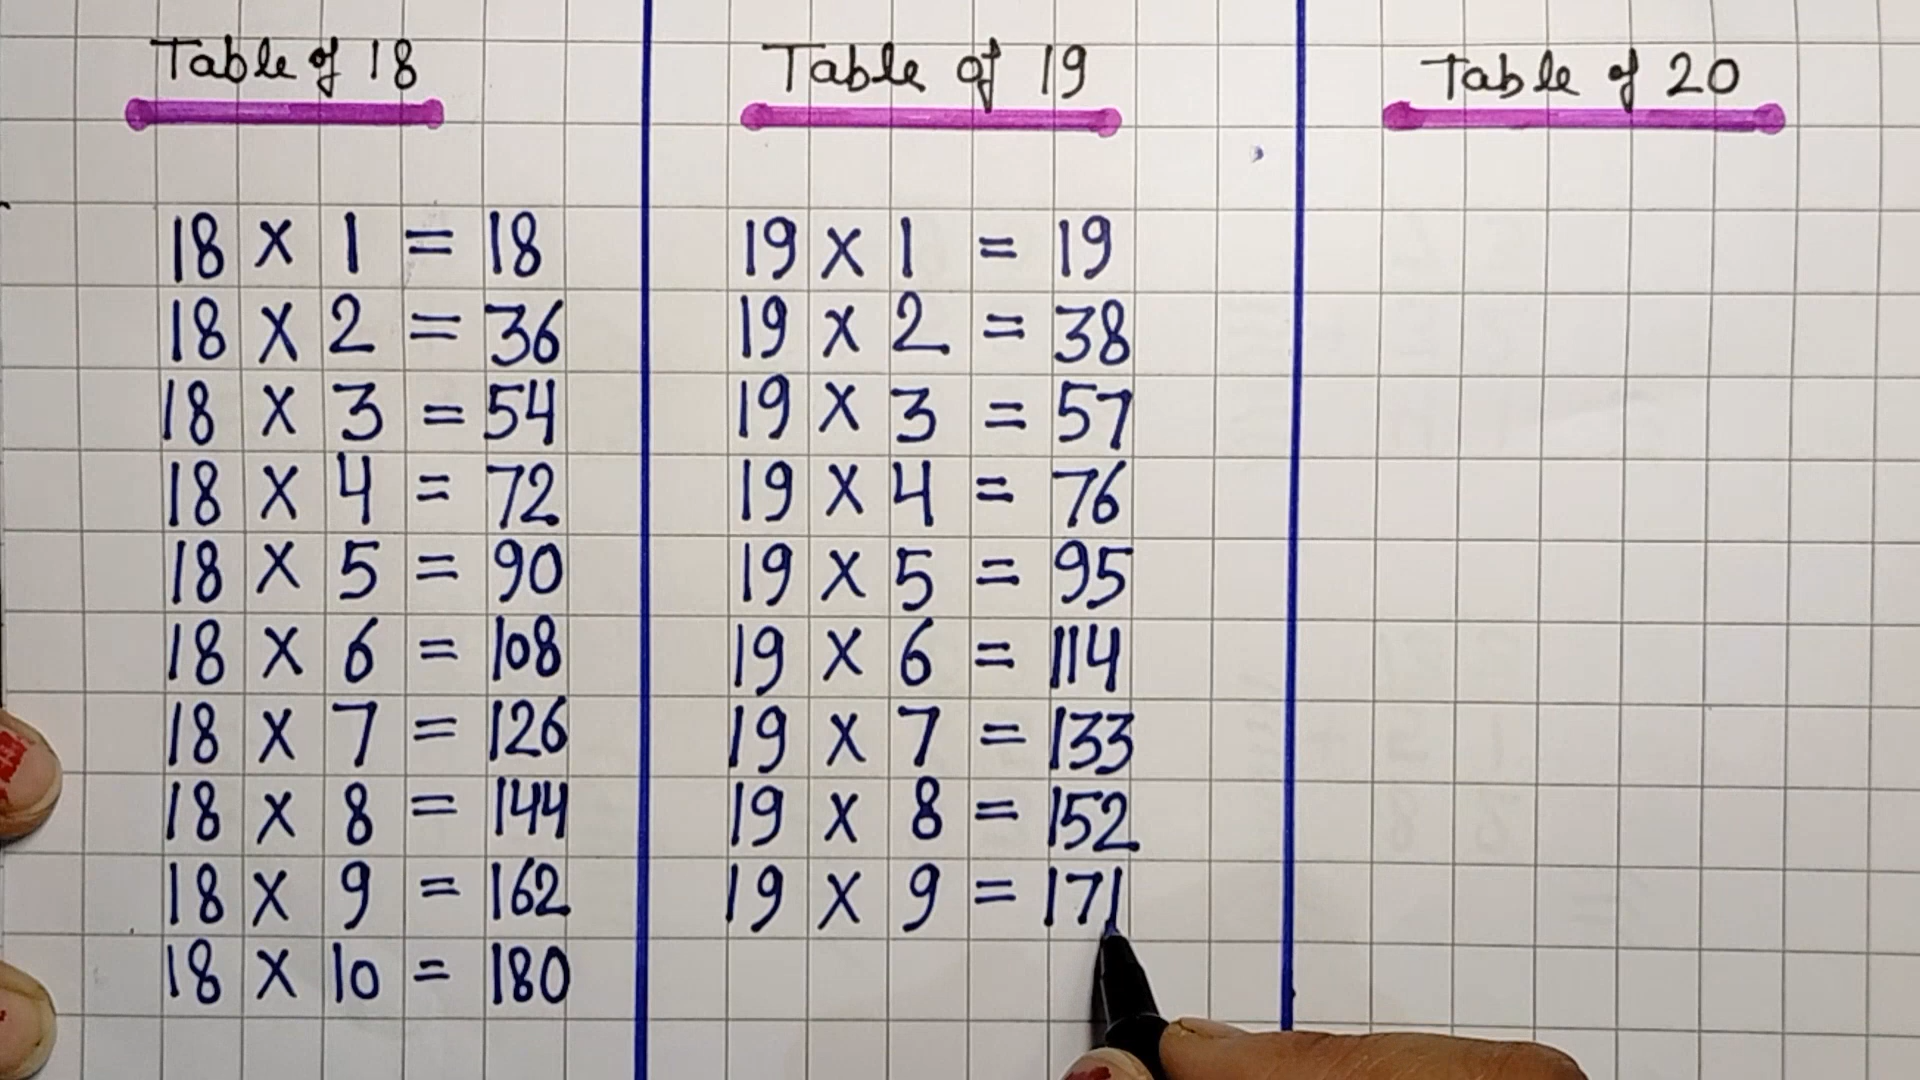 Table of 18
18 X 1 = 18
18 X 2 = 36
18 X 3 = 54
18 X 4 = 72
18 X 5 = 90
18 X 6 = 108
18 X 7 = 126
18 X 8 = 144
18 X 9 = 162
18 X 10 = 180
Table of 19
19 X 1 = 19
19 X 2 = 38
19 X 3 = 57
19 X 4 = 76
19 X 5 = 95
19 X 6 = 114
19 X 7 = 133
19 X 8 = 152
19 X 9 = 171
Table of 20